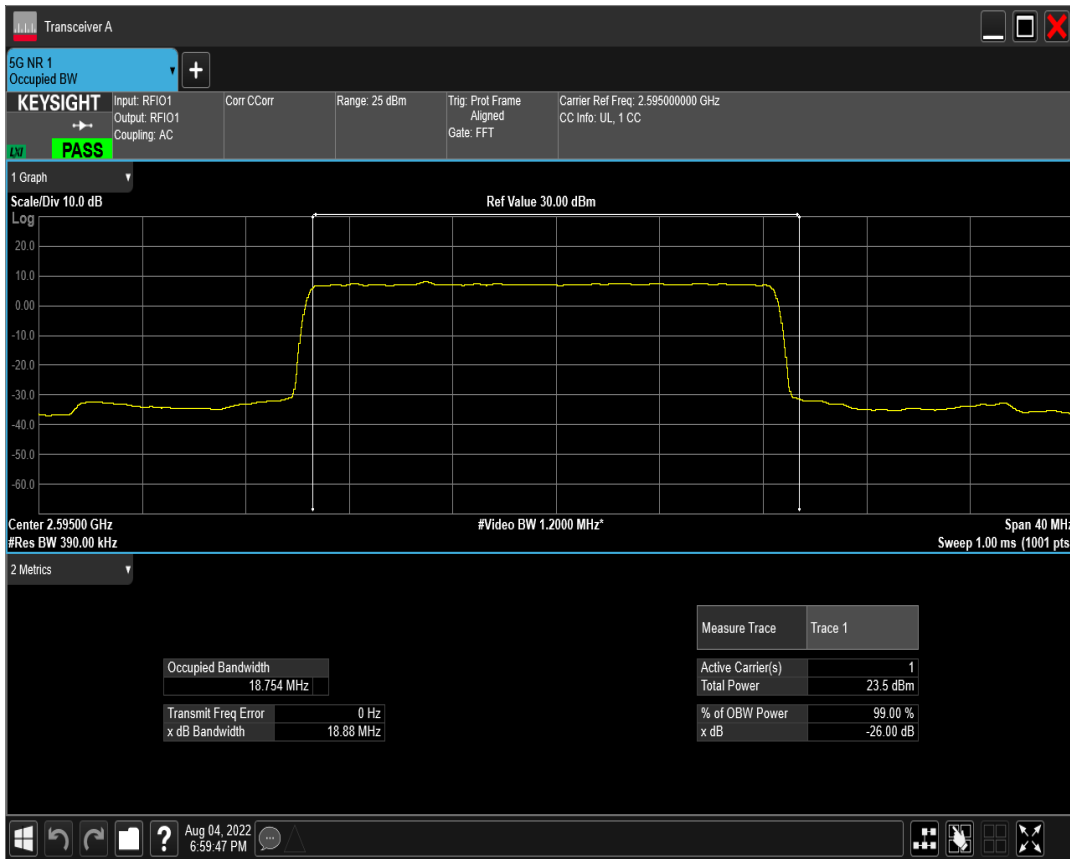 Transceiver A
5G NR 1
Occupied BW
KEYSIGHT
LXI
PASS
Input: RFIO1
Output: RFIO1
Coupling: AC
Corr CCorr
Range: 25 dBm
Trig: Prot Frame
Aligned
Gate: FFT
Carrier Ref Freq: 2.595000000 GHz
CC Info: UL, 1 CC
1 Graph
Scale/Div 10.0 dB
Ref Value 30.00 dBm
Log
20.0
10.0
0.00
-10.0
-20.0
-30.0
-40.0
-50.0
-60.0
Center 2.59500 GHz
#Video BW 1.2000 MHz*
Span 40 MHz
#Res BW 390.00 kHz
Sweep 1.00 ms (1001 pts
2 Metrics
Measure Trace Trace 1
Occupied Bandwidth
18.754 MHz
Transmit Freq Error 0 Hz
x dB Bandwidth 18.88 MHz
Active Carrier(s) 1
Total Power 23.5 dBm
% of OBW Power 99.00 %
x dB -26.00 dB
Aug 04, 2022
6:59:47 PM